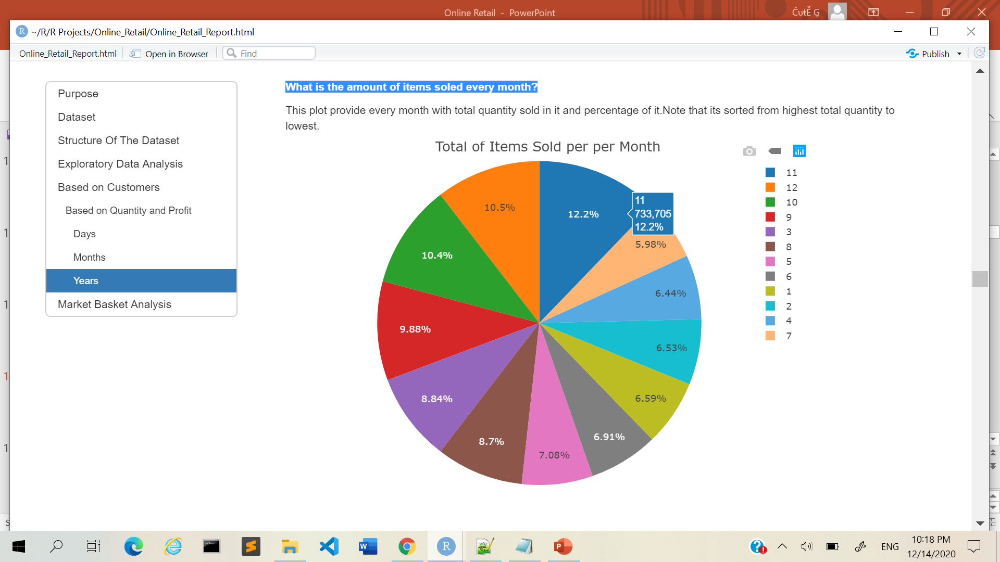 Online Retail - PowerPoint
~/R/R Projects/Online_Retail/Online_Retail_Report.html
Online_Retail_Report.html
Open in Browser
Find
Publish
Purpose
Dataset
Structure Of The Dataset
Exploratory Data Analysis
Based on Customers
Based on Quantity and Profit
Days
Months
Years
Market Basket Analysis
What is the amount of items soled every month?
This plot provide every month with total quantity sold in it and percentage of it.Note that its sorted from highest total quantity to
lowest.
Total of Items Sold per per Month
12.2%
11
733,705
12.2%
5.98%
6.44%
6.53%
6.59%
6.91%
7.08%
8.7%
8.84%
9.88%
10.4%
10.5%
11
12
10
9
3
8
5
6
1
2
4
7
ENG
10:18 PM
12/14/2020